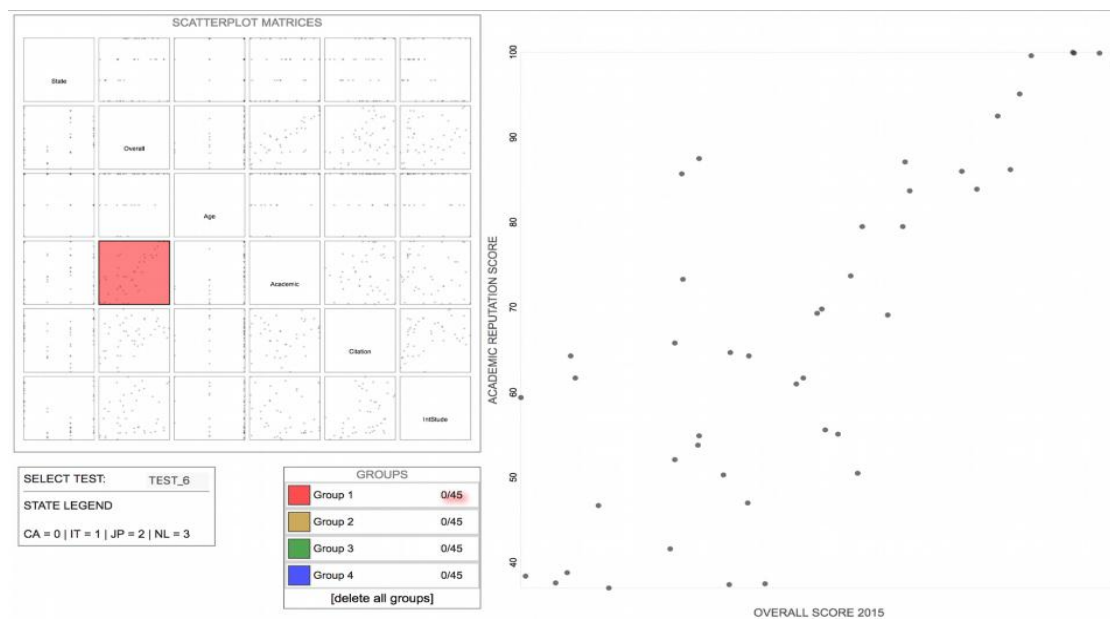 SCATTERPLOT MATRICES
State
Overall
Age
Academic
Citation
IntStude
SELECT TEST: TEST_6
STATE LEGEND
CA = 0 | IT = 1 | JP = 2 | NL = 3
GROUPS
Group 1 0/45
Group 2 0/45
Group 3 0/45
Group 4 0/45
[delete all groups]
ACADEMIC REPUTATION SCORE
100
90
80
70
60
50
40
OVERALL SCORE 2015